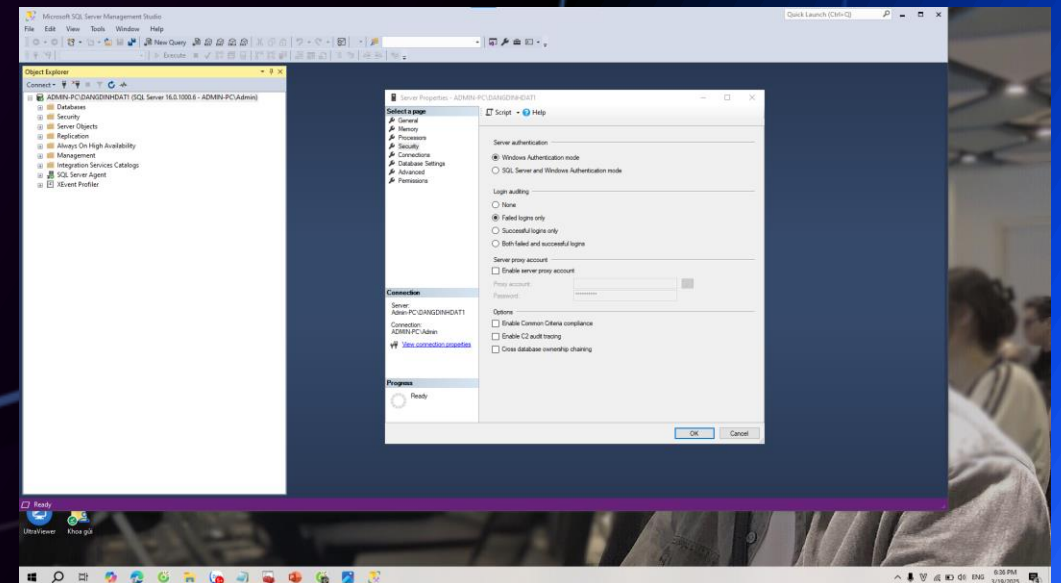 Microsoft SQL Server Management Studio
Quick Launch (Ctrl+Q)
File Edit View Tools Window Help
New Query
Execute
Object Explorer
Connect
ADMIN-PC\DANGDINHDAT1 (SQL Server 16.0.1000.6 - ADMIN-PC\Admin)
Databases
Security
Server Objects
Replication
Always On High Availability
Management
Integration Services Catalogs
SQL Server Agent
XEvent Profiler
Server Properties - ADMIN-PC\DANGDINHDAT1
Select a page
General
Memory
Processors
Security
Connections
Database Settings
Advanced
Permissions
Script Help
Server authentication
Windows Authentication mode
SQL Server and Windows Authentication mode
Login auditing
None
Failed logins only
Successful logins only
Both failed and successful logins
Server proxy account
Enable server proxy account
Proxy account:
Password:
Options
Enable Common Criteria compliance
Enable C2 audit tracing
Cross database ownership chaining
Connection
Server:
Admin-PC\DANGDINHDAT1
Connection:
ADMIN-PC\Admin
View connection properties
Progress
Ready
OK Cancel
Ready
UltraViewer Khoa gửi
ENG
6:36 PM
5/19/2025